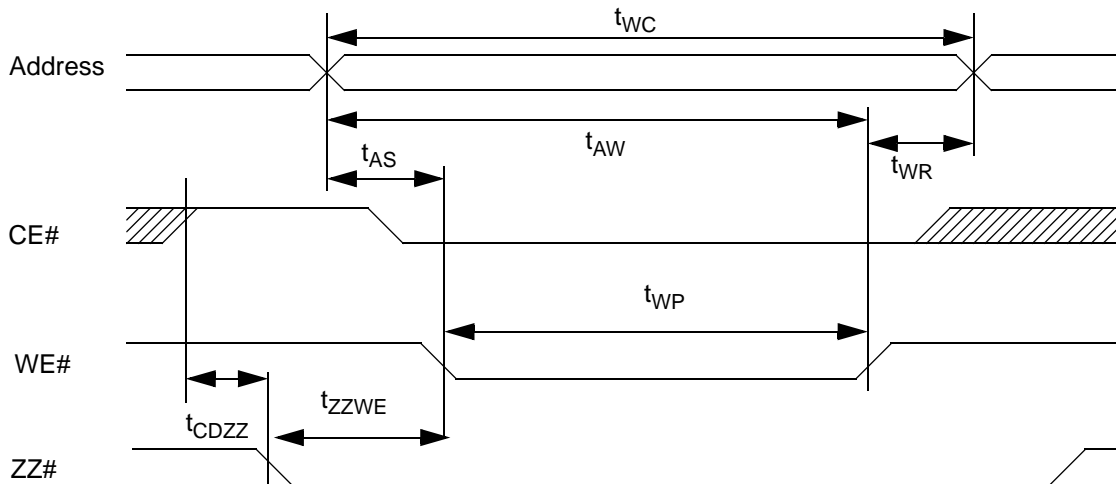 tWC
Address
tAW
tAS
tWR
CE#
tWP
WE#
tZZWE
tCDZZ
ZZ#